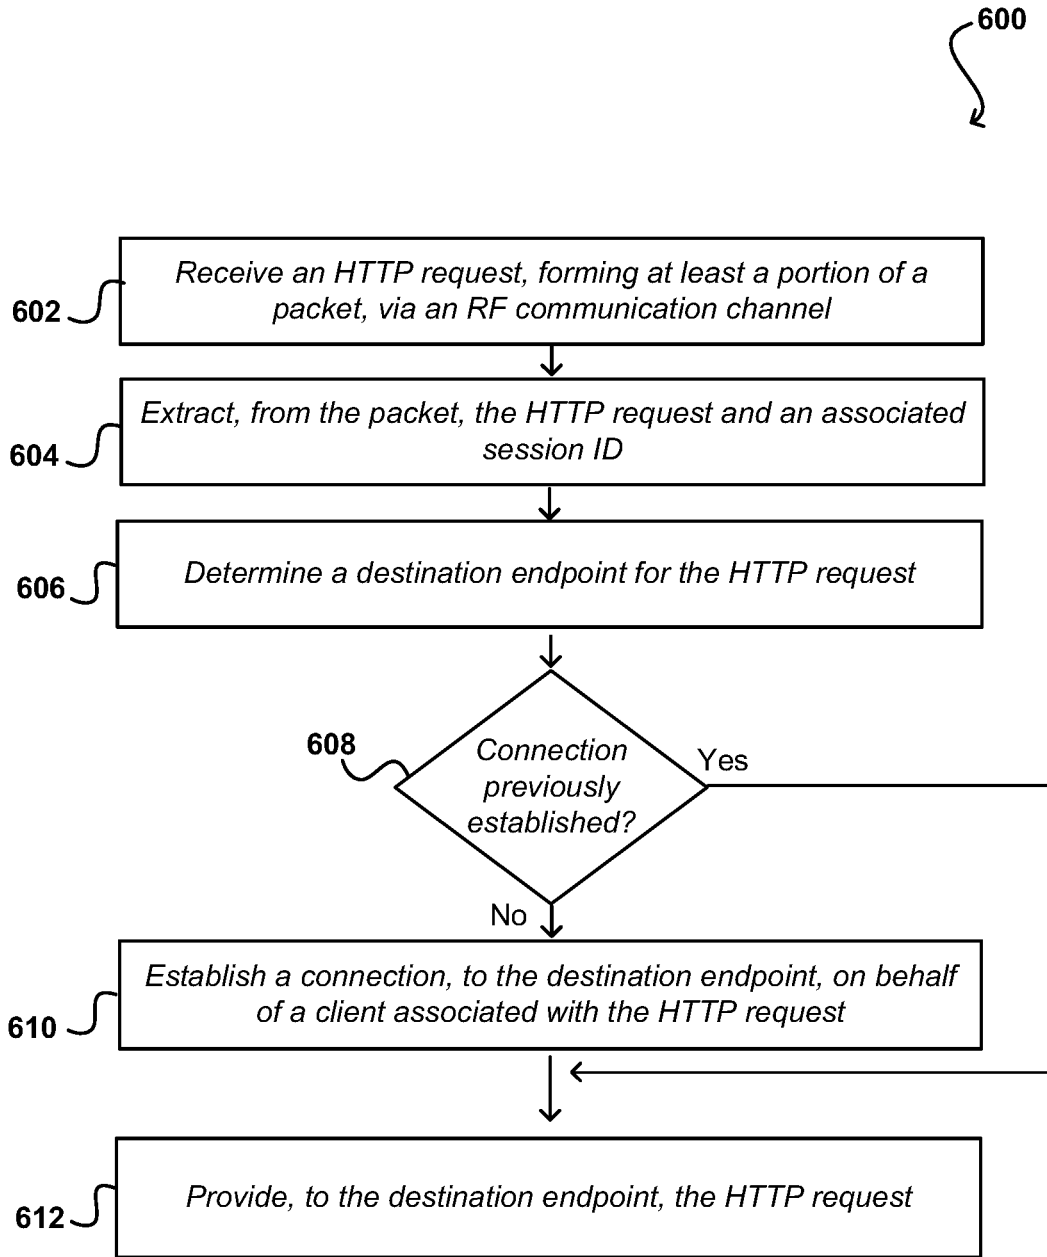 600
Receive an HTTP request, forming at least a portion of a
packet, via an RF communication channel
602
Extract, from the packet, the HTTP request and an associated
session ID
604
Determine a destination endpoint for the HTTP request
606
608
Connection
previously
established?
Yes
No
Establish a connection, to the destination endpoint, on behalf
of a client associated with the HTTP request
610
Provide, to the destination endpoint, the HTTP request
612